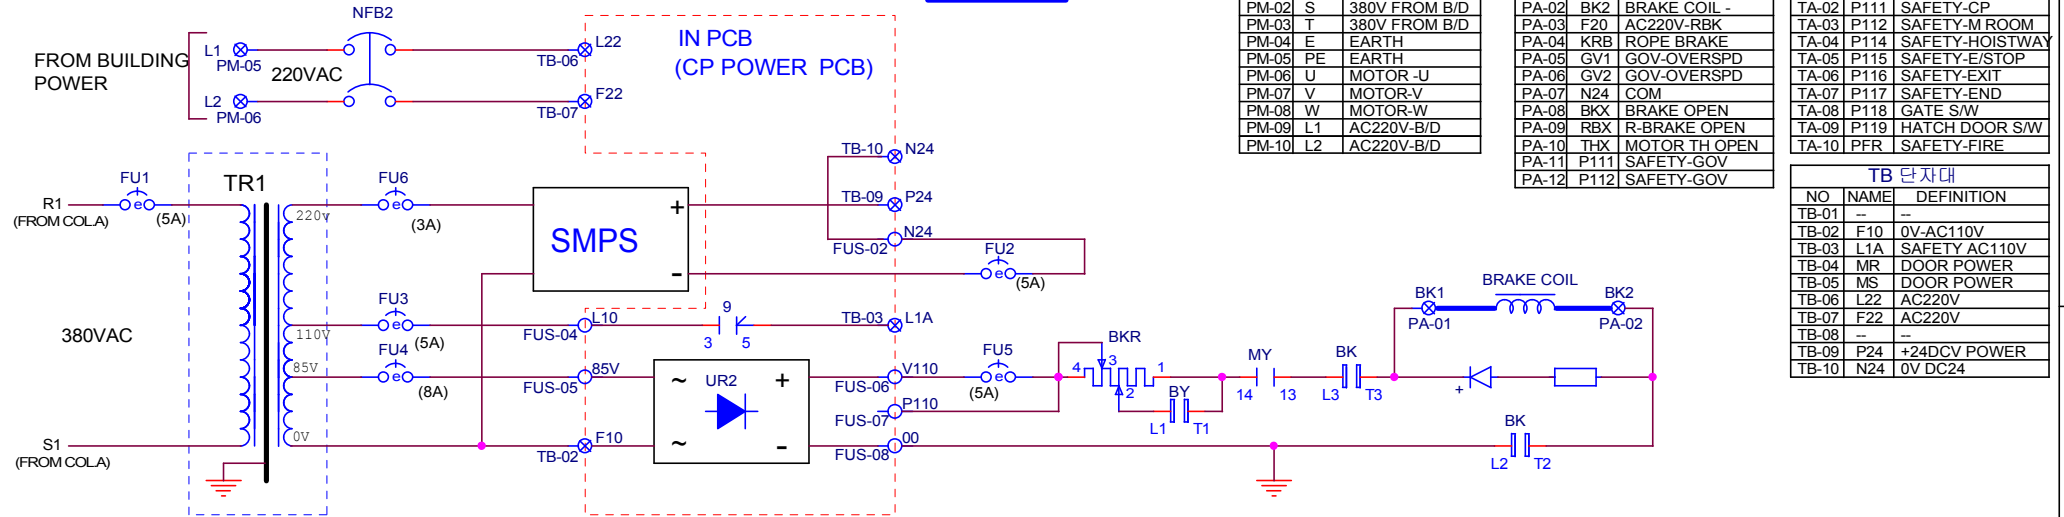 NFB2
FROM BUILDING
POWER
L1
PM-05
L2
PM-06
220VAC
L22
TB-06
F22
TB-07
IN PCB
(CP POWER PCB)
TB-10
N24
TB-09
P24
N24
FUS-02
FU2
(5A)
R1
(FROM COL.A)
FU1
(5A)
TR1
380VAC
S1
(FROM COL.A)
220v
110V
85V
0V
FU6
(3A)
SMPS
+
-
FU3
(5A)
L10
FUS-04
9
3
5
TB-03
L1A
FU4
(8A)
85V
FUS-05
UR2
~
+
~
-
V110
FUS-06
P110
FUS-07
00
FUS-08
F10
TB-02
FU5
(5A)
BKR
4
3
1
2
BY
L1
T1
MY
14
13
BK
L3
T3
BRAKE COIL
BK1
PA-01
BK2
PA-02
+
BK
L2
T2
PM-02 S 380V FROM B/D
PM-03 T 380V FROM B/D
PM-04 E EARTH
PM-05 PE EARTH
PM-06 U MOTOR -U
PM-07 V MOTOR-V
PM-08 W MOTOR-W
PM-09 L1 AC220V-B/D
PM-10 L2 AC220V-B/D
PA-02 BK2 BRAKE COIL -
PA-03 F20 AC220V-RBK
PA-04 KRB ROPE BRAKE
PA-05 GV1 GOV-OVERSPD
PA-06 GV2 GOV-OVERSPD
PA-07 N24 COM
PA-08 BKX BRAKE OPEN
PA-09 RBX R-BRAKE OPEN
PA-10 THX MOTOR TH OPEN
PA-11 P111 SAFETY-GOV
PA-12 P112 SAFETY-GOV
TA-02 P111 SAFETY-CP
TA-03 P112 SAFETY-M ROOM
TA-04 P114 SAFETY-HOISTWAY
TA-05 P115 SAFETY-E/STOP
TA-06 P116 SAFETY-EXIT
TA-07 P117 SAFETY-END
TA-08 P118 GATE S/W
TA-09 P119 HATCH DOOR S/W
TA-10 PFR SAFETY-FIRE
TB 단자대
NO NAME DEFINITION
TB-01 -- --
TB-02 F10 0V-AC110V
TB-03 L1A SAFETY AC110V
TB-04 MR DOOR POWER
TB-05 MS DOOR POWER
TB-06 L22 AC220V
TB-07 F22 AC220V
TB-08 -- --
TB-09 P24 +24DCV POWER
TB-10 N24 0V DC24